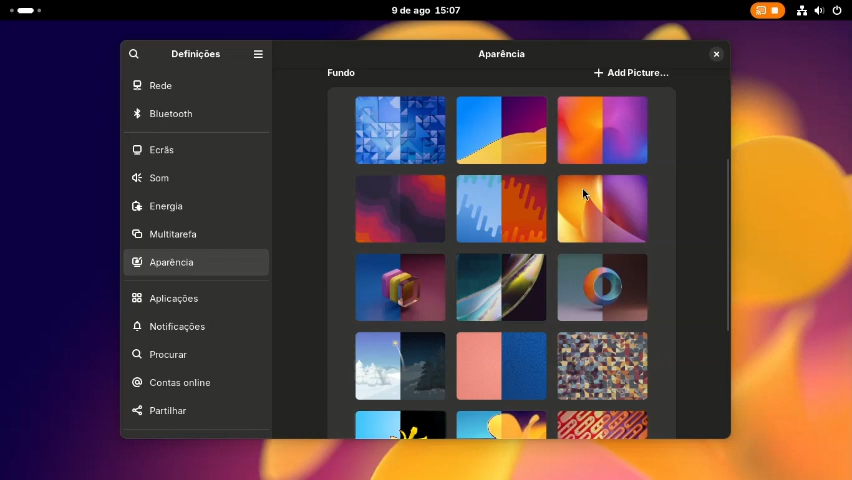 9 de ago  15:07
Definições
Aparência
Rede
Bluetooth
Ecrãs
Som
Energia
Multitarefa
Aparência
Aplicações
Notificações
Procurar
Contas online
Partilhar
Fundo
Add Picture…